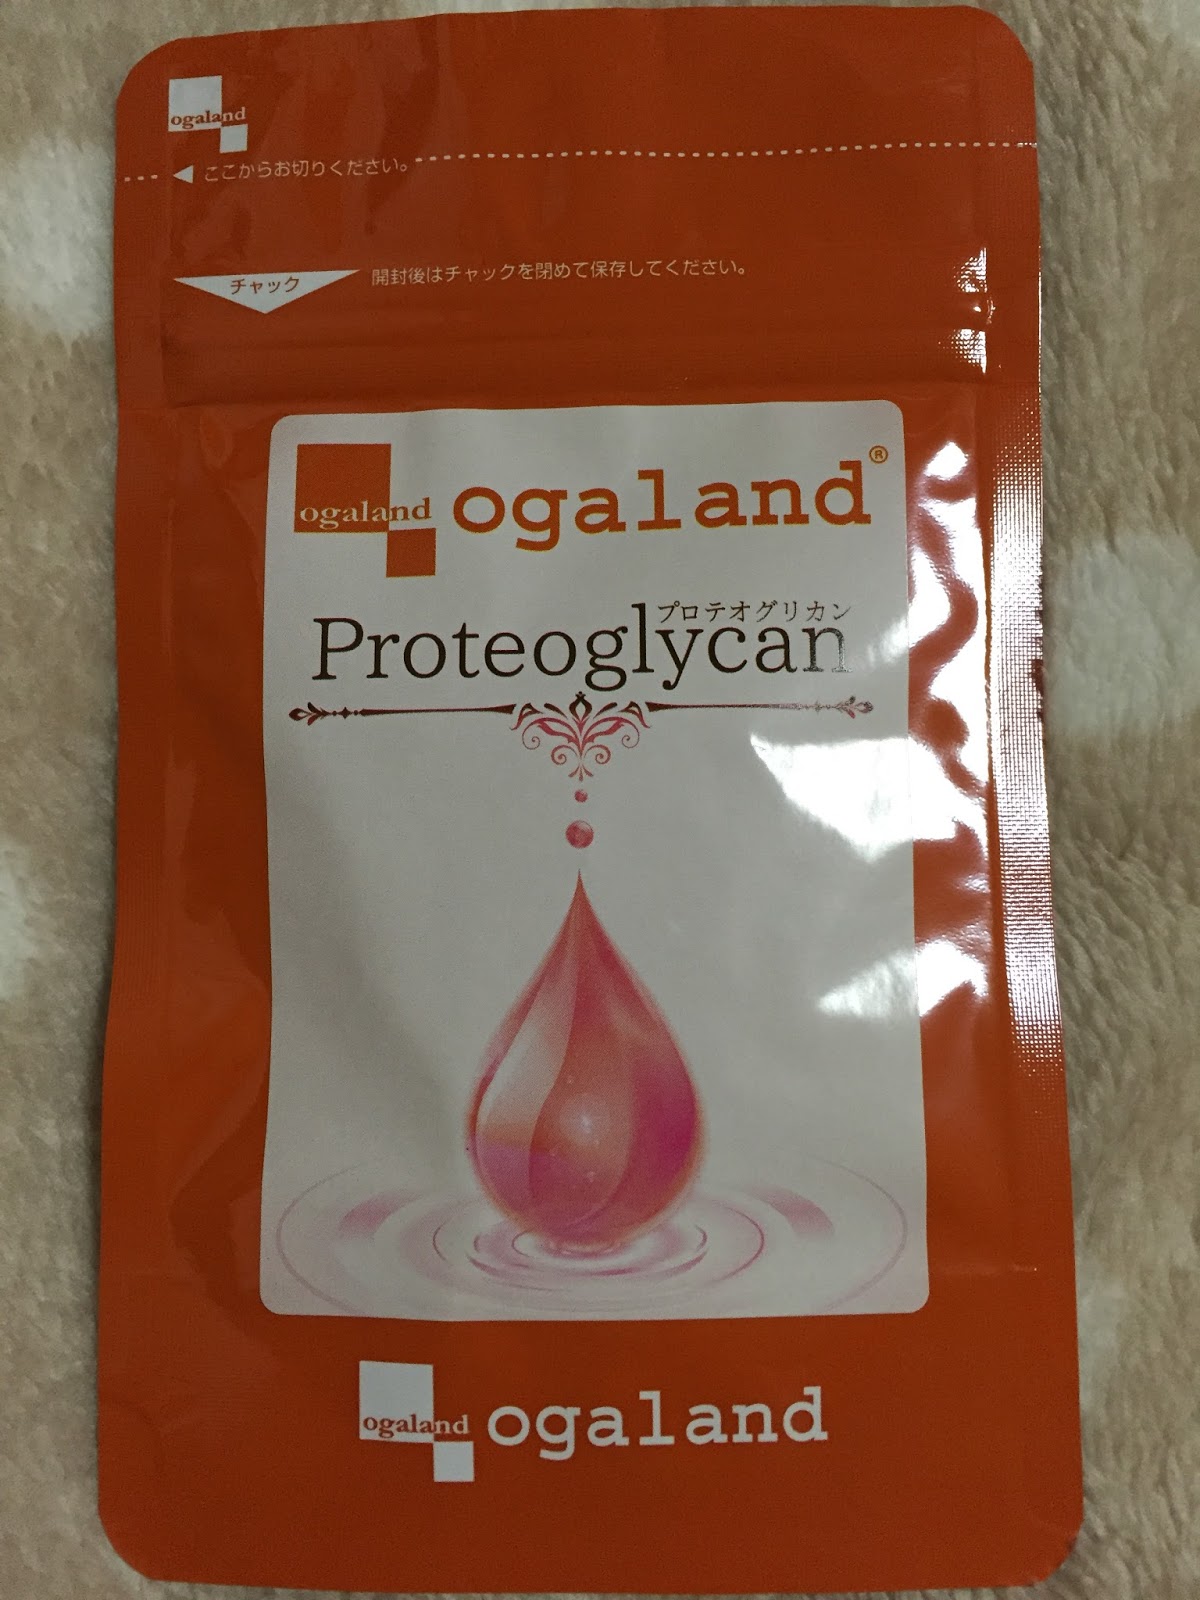 ogaland
ここからお切りください。
チャック
開封後はチャックを閉めて保存してください。
ogaland ogaland®
プロテオグリカン
Proteoglycan
ogaland ogaland